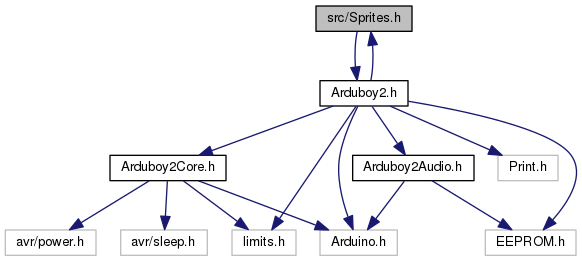 src/Sprites.h
Arduboy2.h
Arduboy2Core.h
Arduboy2Audio.h
Print.h
avr/power.h
avr/sleep.h
limits.h
Arduino.h
EEPROM.h